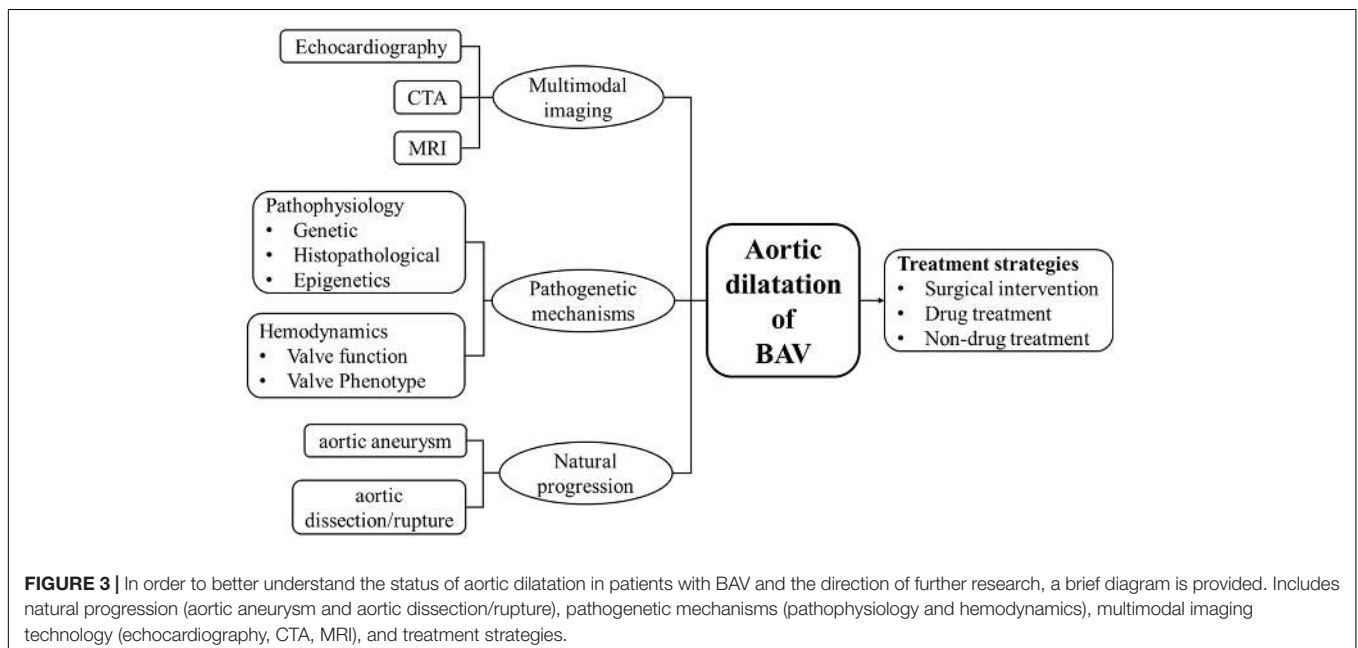 Echocardiography
CTA
MRI
Multimodal
imaging
Pathophysiology
• Genetic
• Histopathological
• Epigenetics
Hemodynamics
• Valve function
• Valve Phenotype
Pathogenetic
mechanisms
aortic aneurysm
aortic
dissection/rupture
Natural
progression
Aortic
dilatation
of
BAV
Treatment strategies
• Surgical intervention
• Drug treatment
• Non-drug treatment
FIGURE 3 | In order to better understand the status of aortic dilatation in patients with BAV and the direction of further research, a brief diagram is provided. Includes
natural progression (aortic aneurysm and aortic dissection/rupture), pathogenetic mechanisms (pathophysiology and hemodynamics), multimodal imaging
technology (echocardiography, CTA, MRI), and treatment strategies.